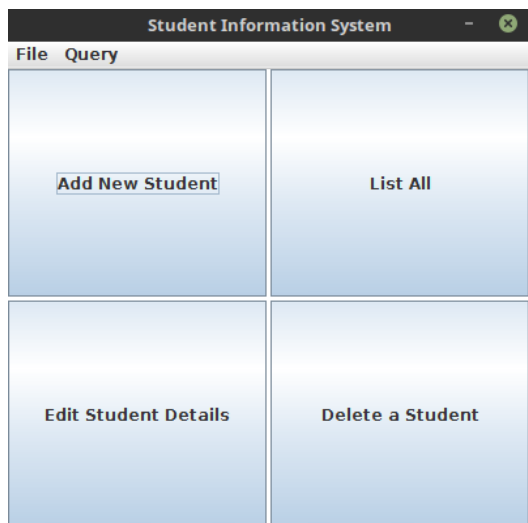 Student Information System
File Query
Add New Student
List All
Edit Student Details
Delete a Student